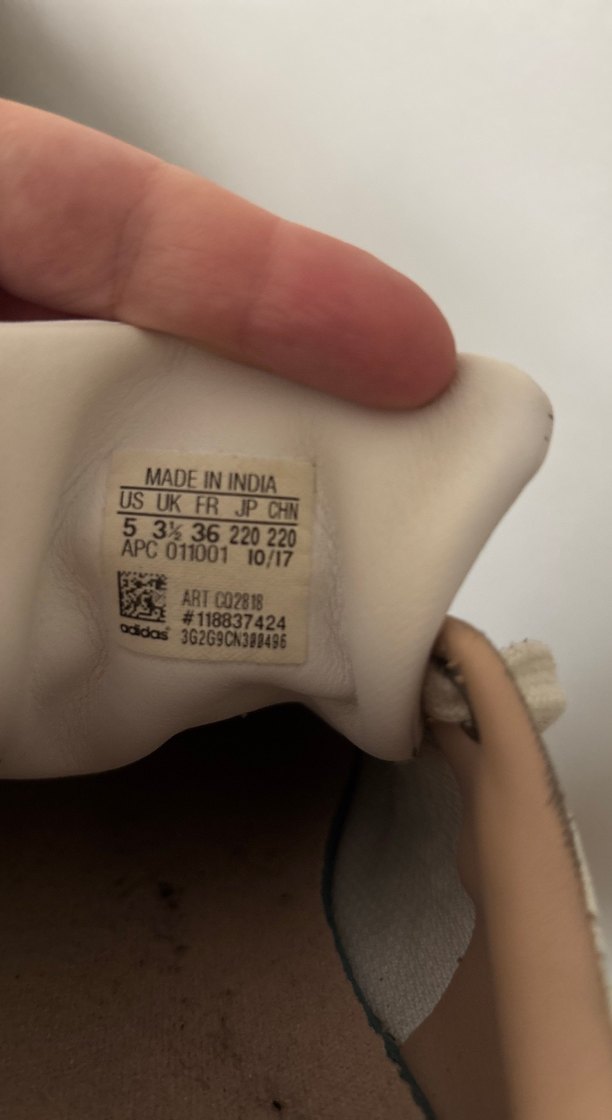 MADE IN INDIA
US UK FR JP CHN
5 3½ 36 220 220
APC 011001 10/17
ART CQ2818
#118837424
adidas